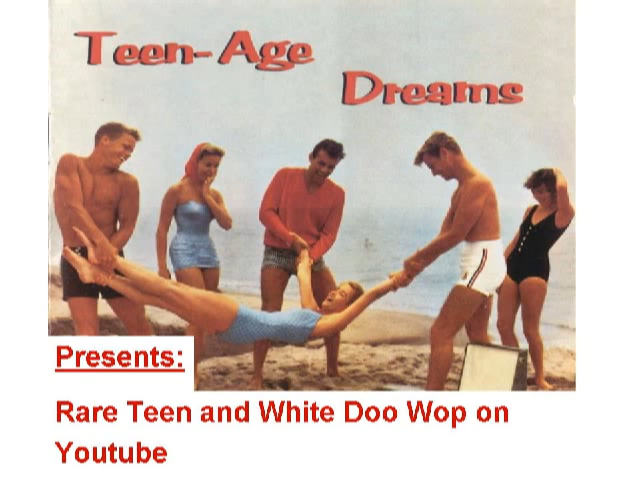 Teen-Age
Dreams
Presents:
Rare Teen and White Doo Wop on
Youtube